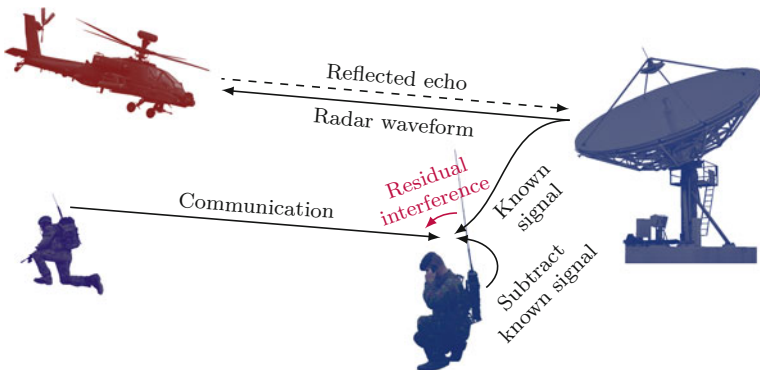 Reflected echo
Radar waveform
Residual
interference
Known
signal
Communication
Subtract
known signal